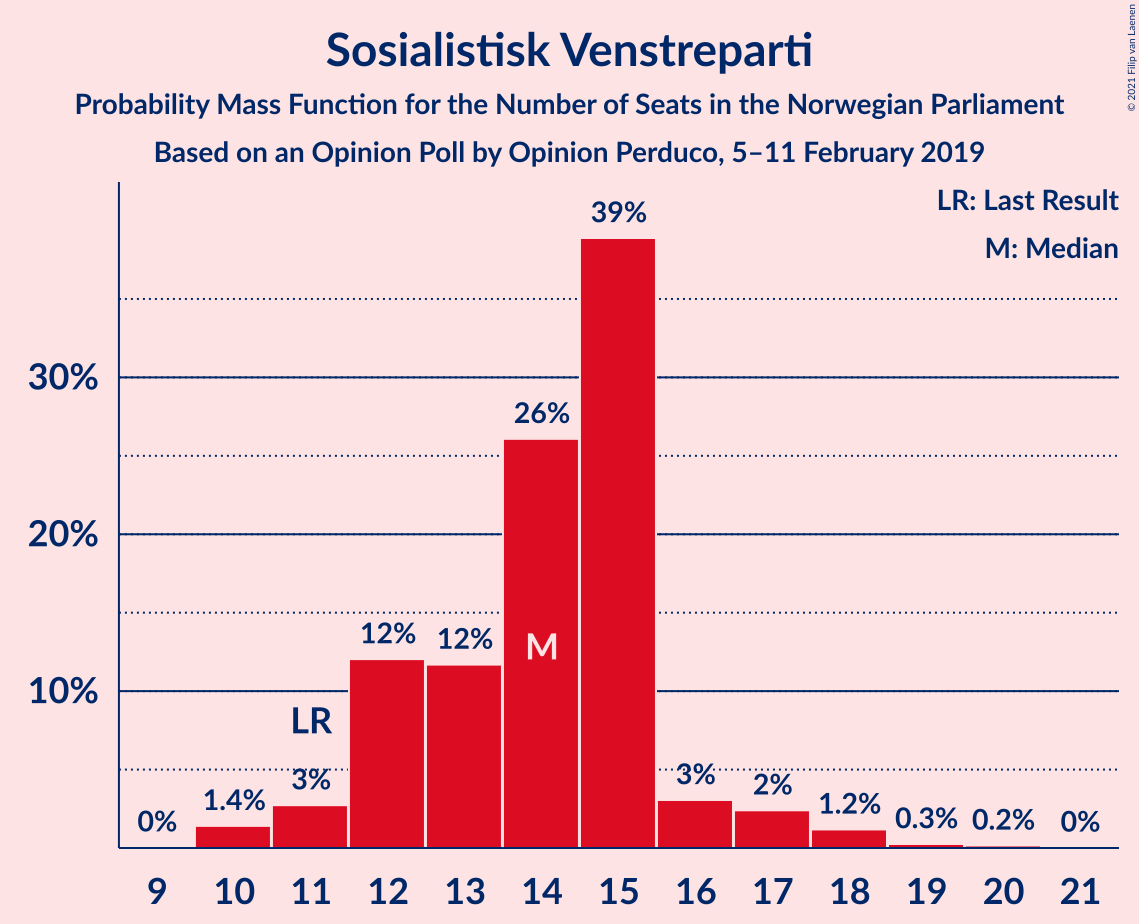 © 2021 Filip van Laenen
Sosialistisk Venstreparti
Probability Mass Function for the Number of Seats in the Norwegian Parliament
Based on an Opinion Poll by Opinion Perduco, 5–11 February 2019
LR: Last Result
M: Median
39%
30%
26%
20%
12% 12%
M
10%
LR
3% 3%
0% 1.4% 2% 1.2% 0.3% 0.2% 0%
9 10 11 12 13 14 15 16 17 18 19 20 21